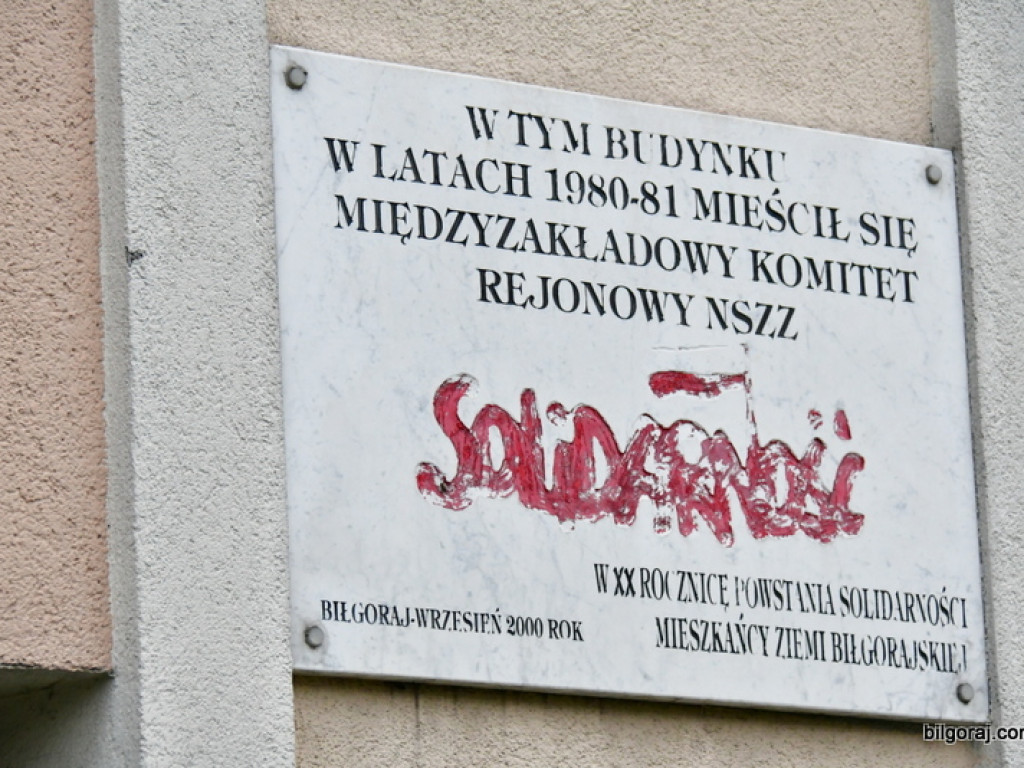 W TYM BUDYNKU
W LATACH 1980-81 MIEŚCIŁ SIĘ
MIĘDZYZAKŁADOWY KOMITET
REJONOWY NSZZ
SOLIDARNOŚĆ
W XX ROCZNICĘ POWSTANIA SOLIDARNOŚCI
MIESZKAŃCY ZIEMI BIŁGORAJSKIEJ
BIŁGORAJ-WRZESIEŃ 2000 ROK
bilgoraj.com